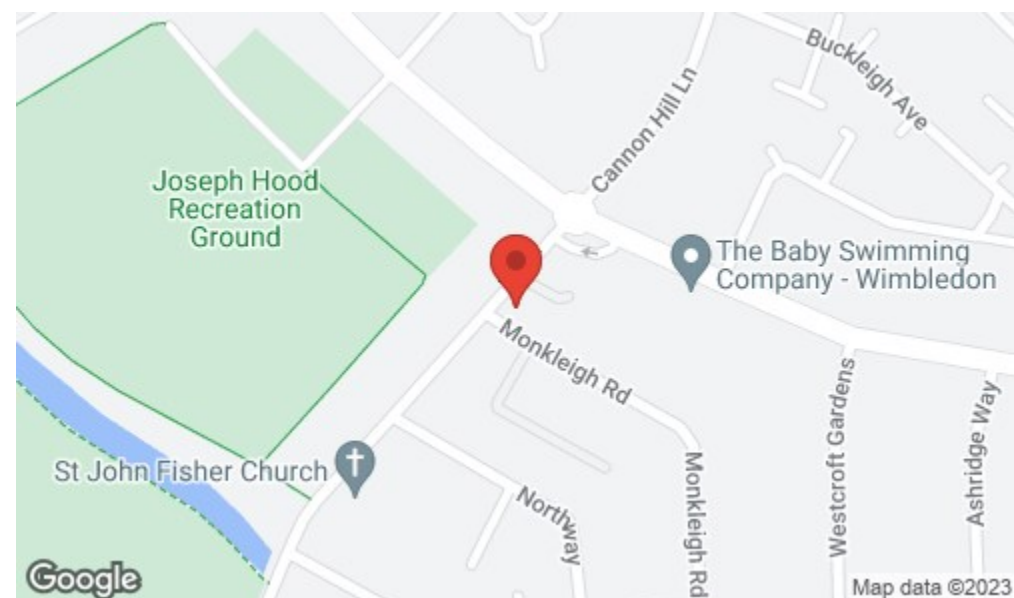 Buckleigh Ave
Cannon Hill Ln
Joseph Hood
Recreation
Ground
The Baby Swimming
Company - Wimbledon
Monkleigh Rd
Westcroft Gardens
Ashridge Way
St John Fisher Church
Monkleigh Rd
Northway
Google
Map data ©2023